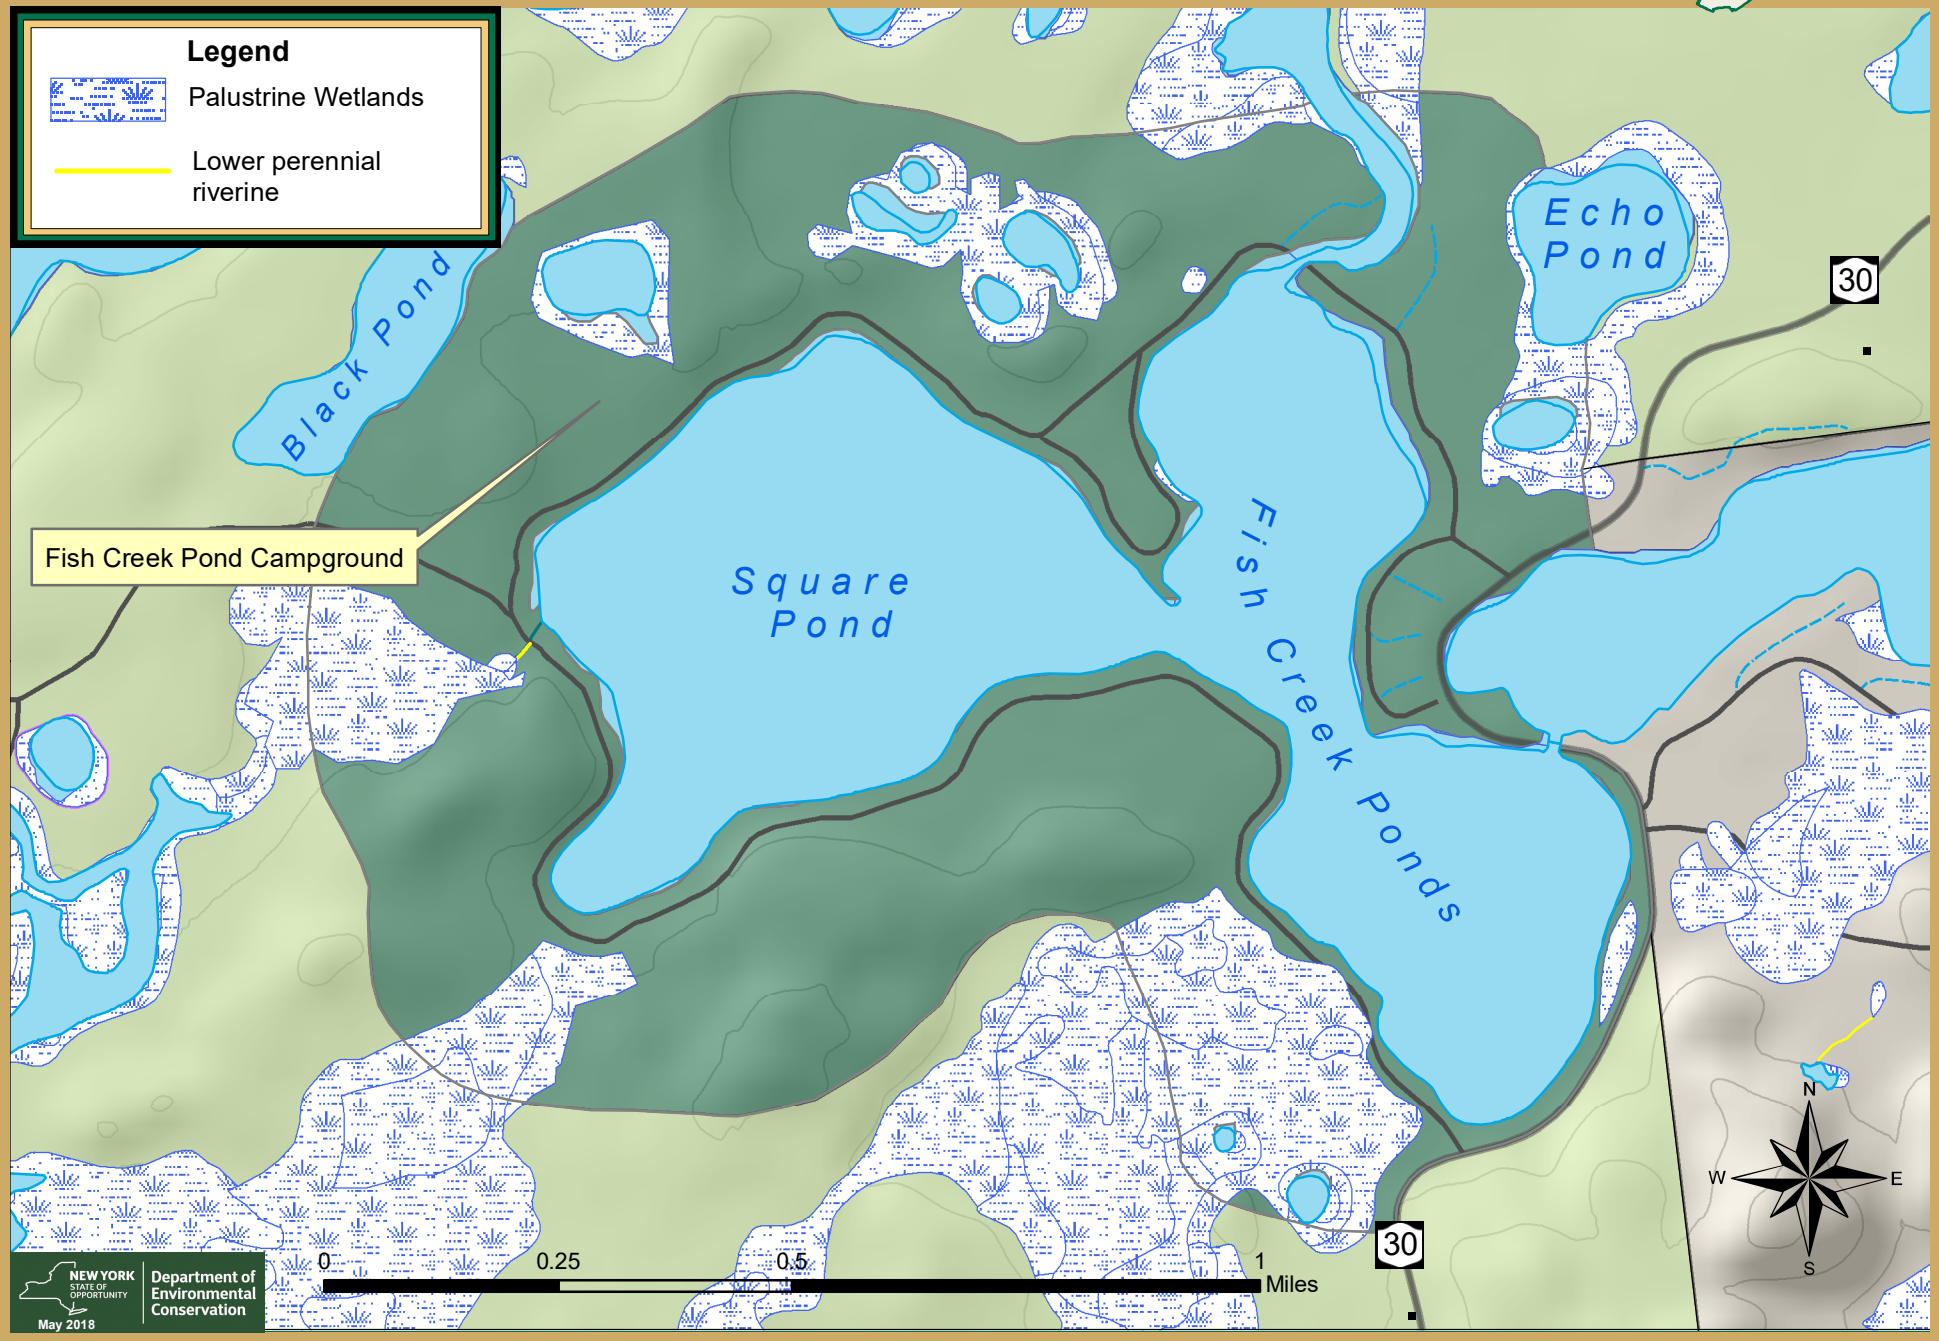 Legend
Palustrine Wetlands
Lower perennial
riverine
Echo
Pond
30
Black Pond
Fish Creek Pond Campground
Square
Pond
Fish Creek Ponds
N
W
E
S
30
0
0.25
0.5
1
Miles
NEW YORK
STATE OF
OPPORTUNITY
Department of
Environmental
Conservation
May 2018